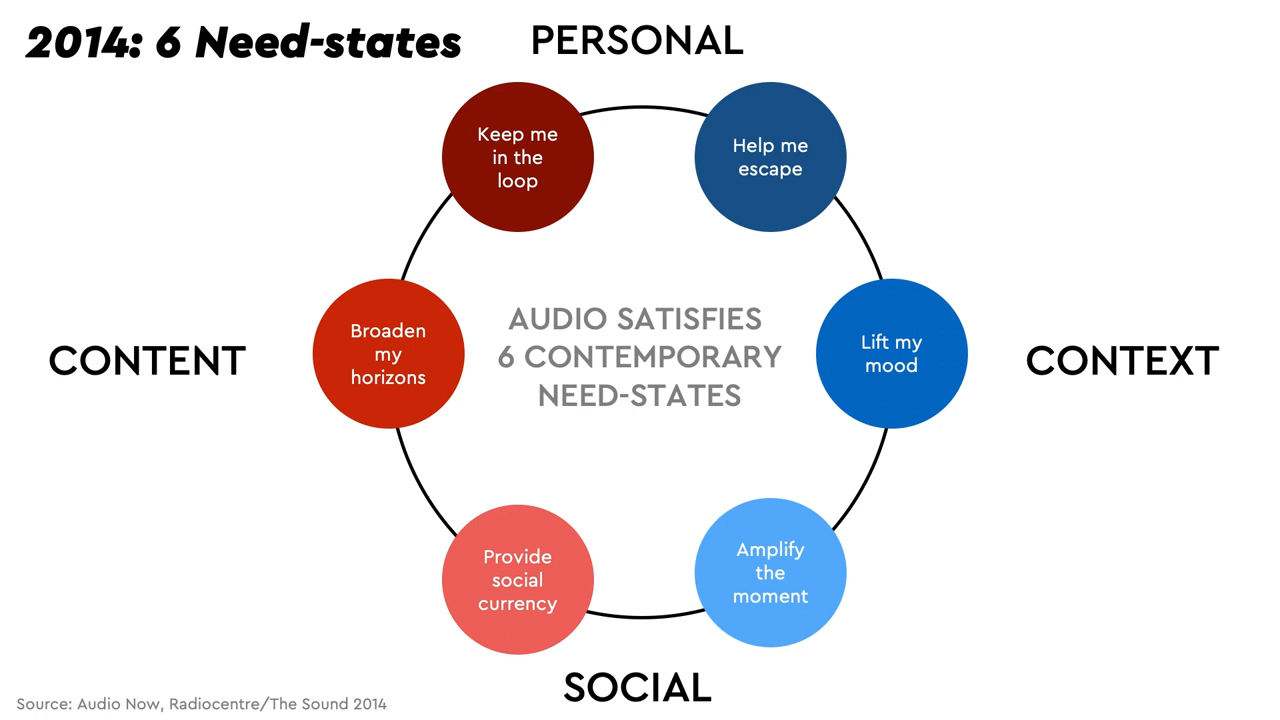 2014: 6 Need-states
PERSONAL
Keep me
in the
loop
Help me
escape
Broaden
my
horizons
AUDIO SATISFIES
6 CONTEMPORARY
NEED-STATES
Lift my
mood
CONTENT
CONTEXT
Provide
social
currency
Amplify
the
moment
SOCIAL
Source: Audio Now, Radiocentre/The Sound 2014